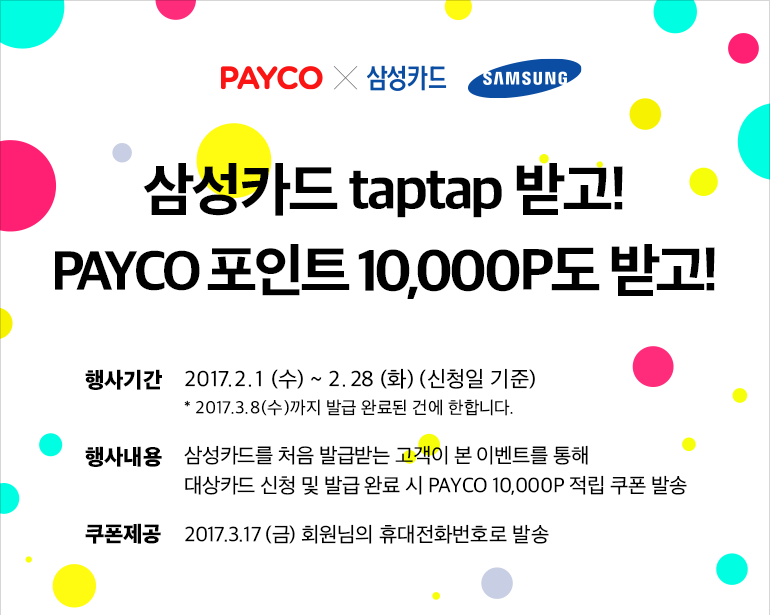 PAYCO × 삼성카드 SAMSUNG
삼성카드 taptap 받고!
PAYCO 포인트 10,000P도 받고!
행사기간 2017.2.1 (수) ~ 2.28 (화) (신청일 기준)
* 2017.3.8(수)까지 발급 완료된 건에 한합니다.
행사내용 삼성카드를 처음 발급받는 고객이 본 이벤트를 통해
대상카드 신청 및 발급 완료 시 PAYCO 10,000P 적립 쿠폰 발송
쿠폰제공 2017.3.17 (금) 회원님의 휴대전화번호로 발송